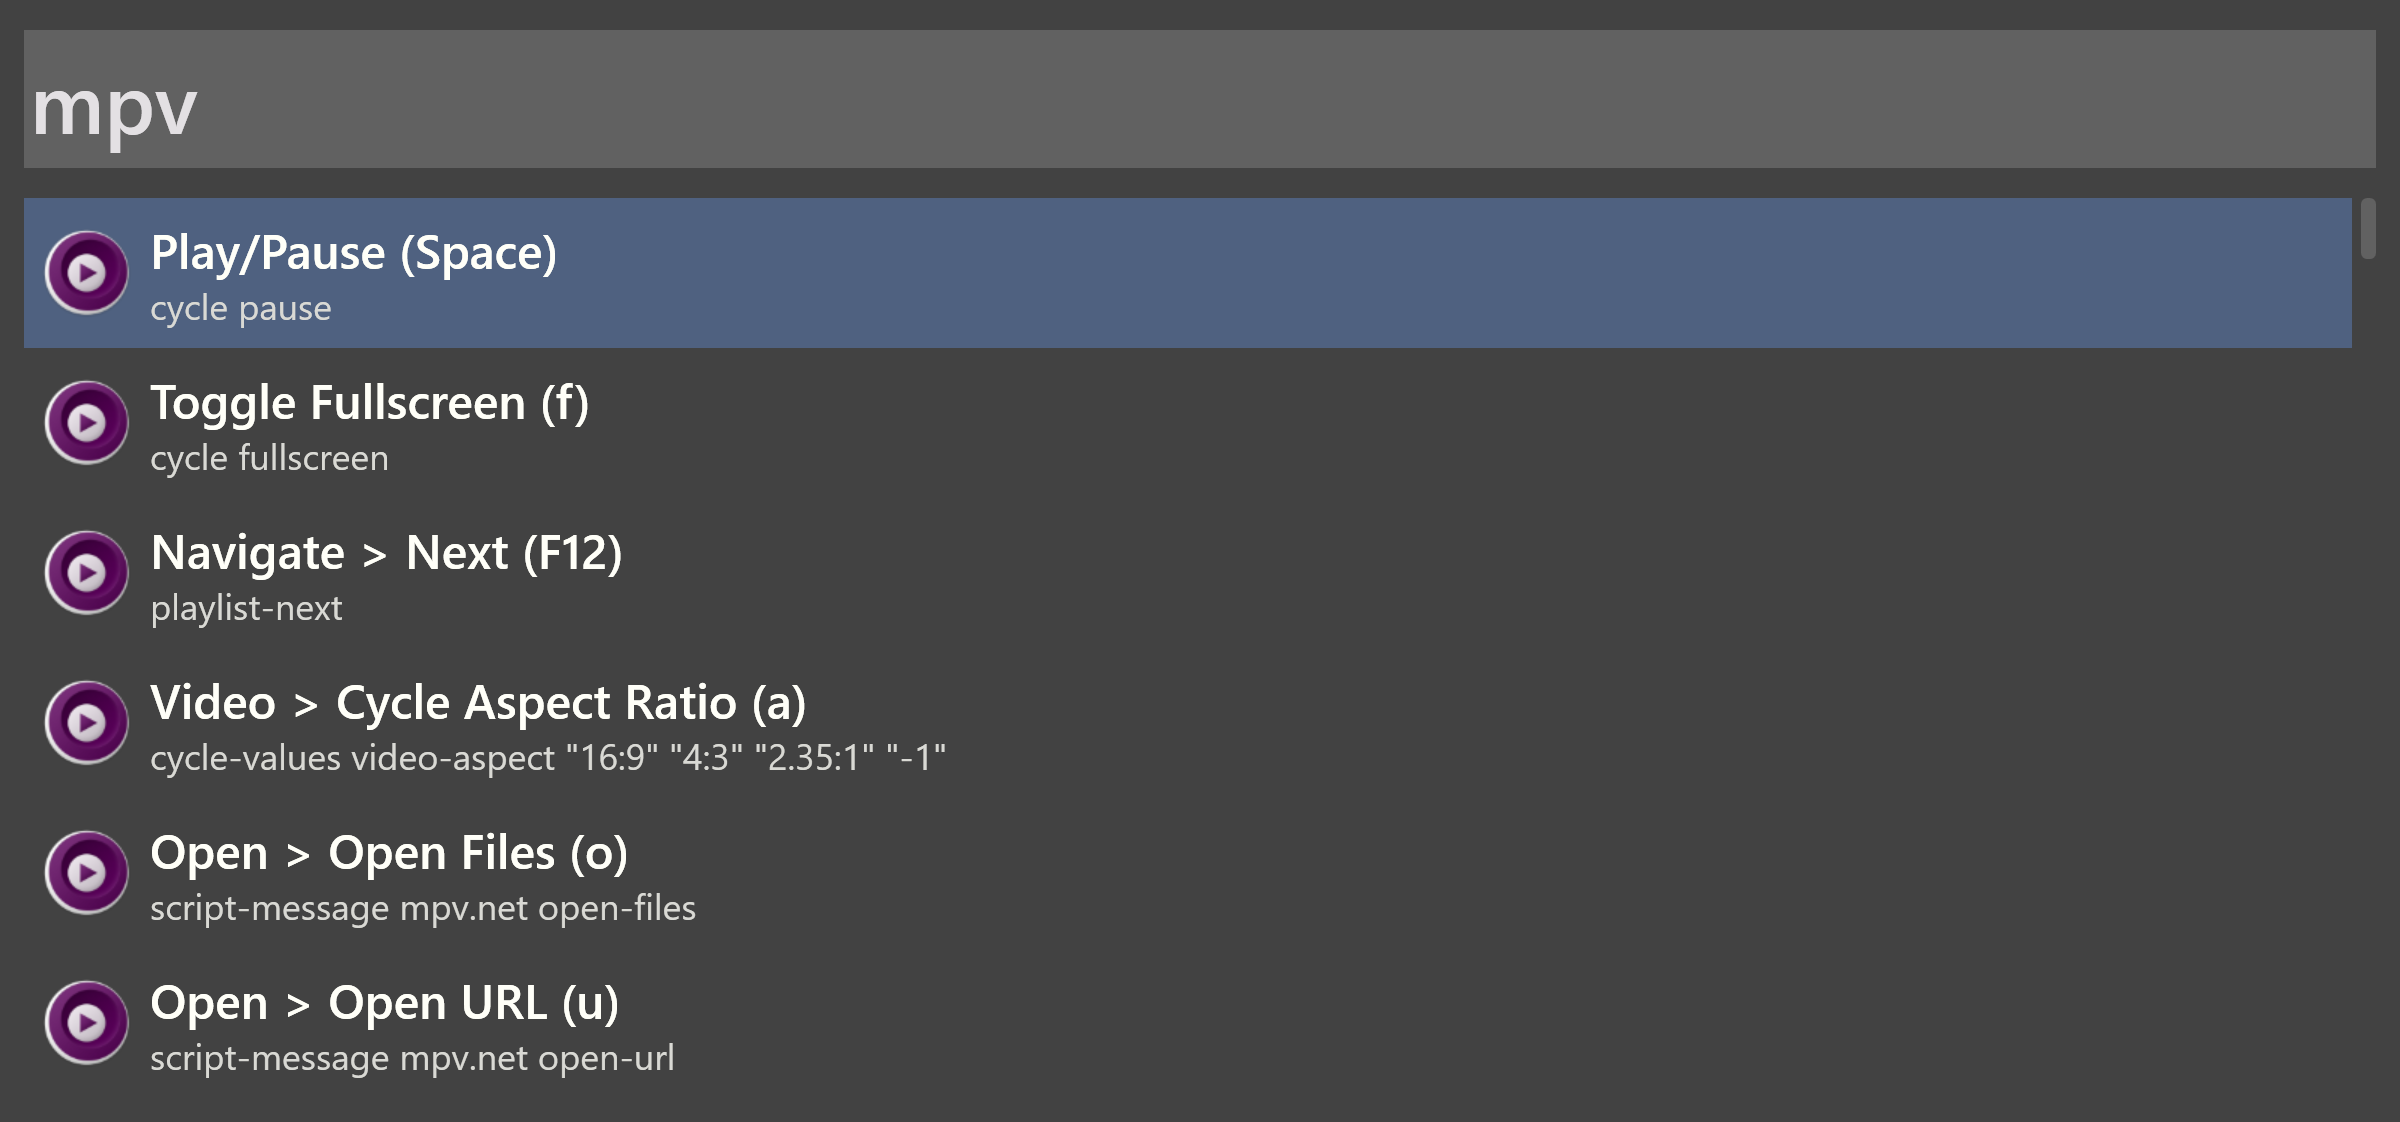 mpv
Play/Pause (Space)
cycle pause
Toggle Fullscreen (f)
cycle fullscreen
Navigate > Next (F12)
playlist-next
Video > Cycle Aspect Ratio (a)
cycle-values video-aspect "16:9" "4:3" "2.35:1" "-1"
Open > Open Files (o)
script-message mpv.net open-files
Open > Open URL (u)
script-message mpv.net open-url